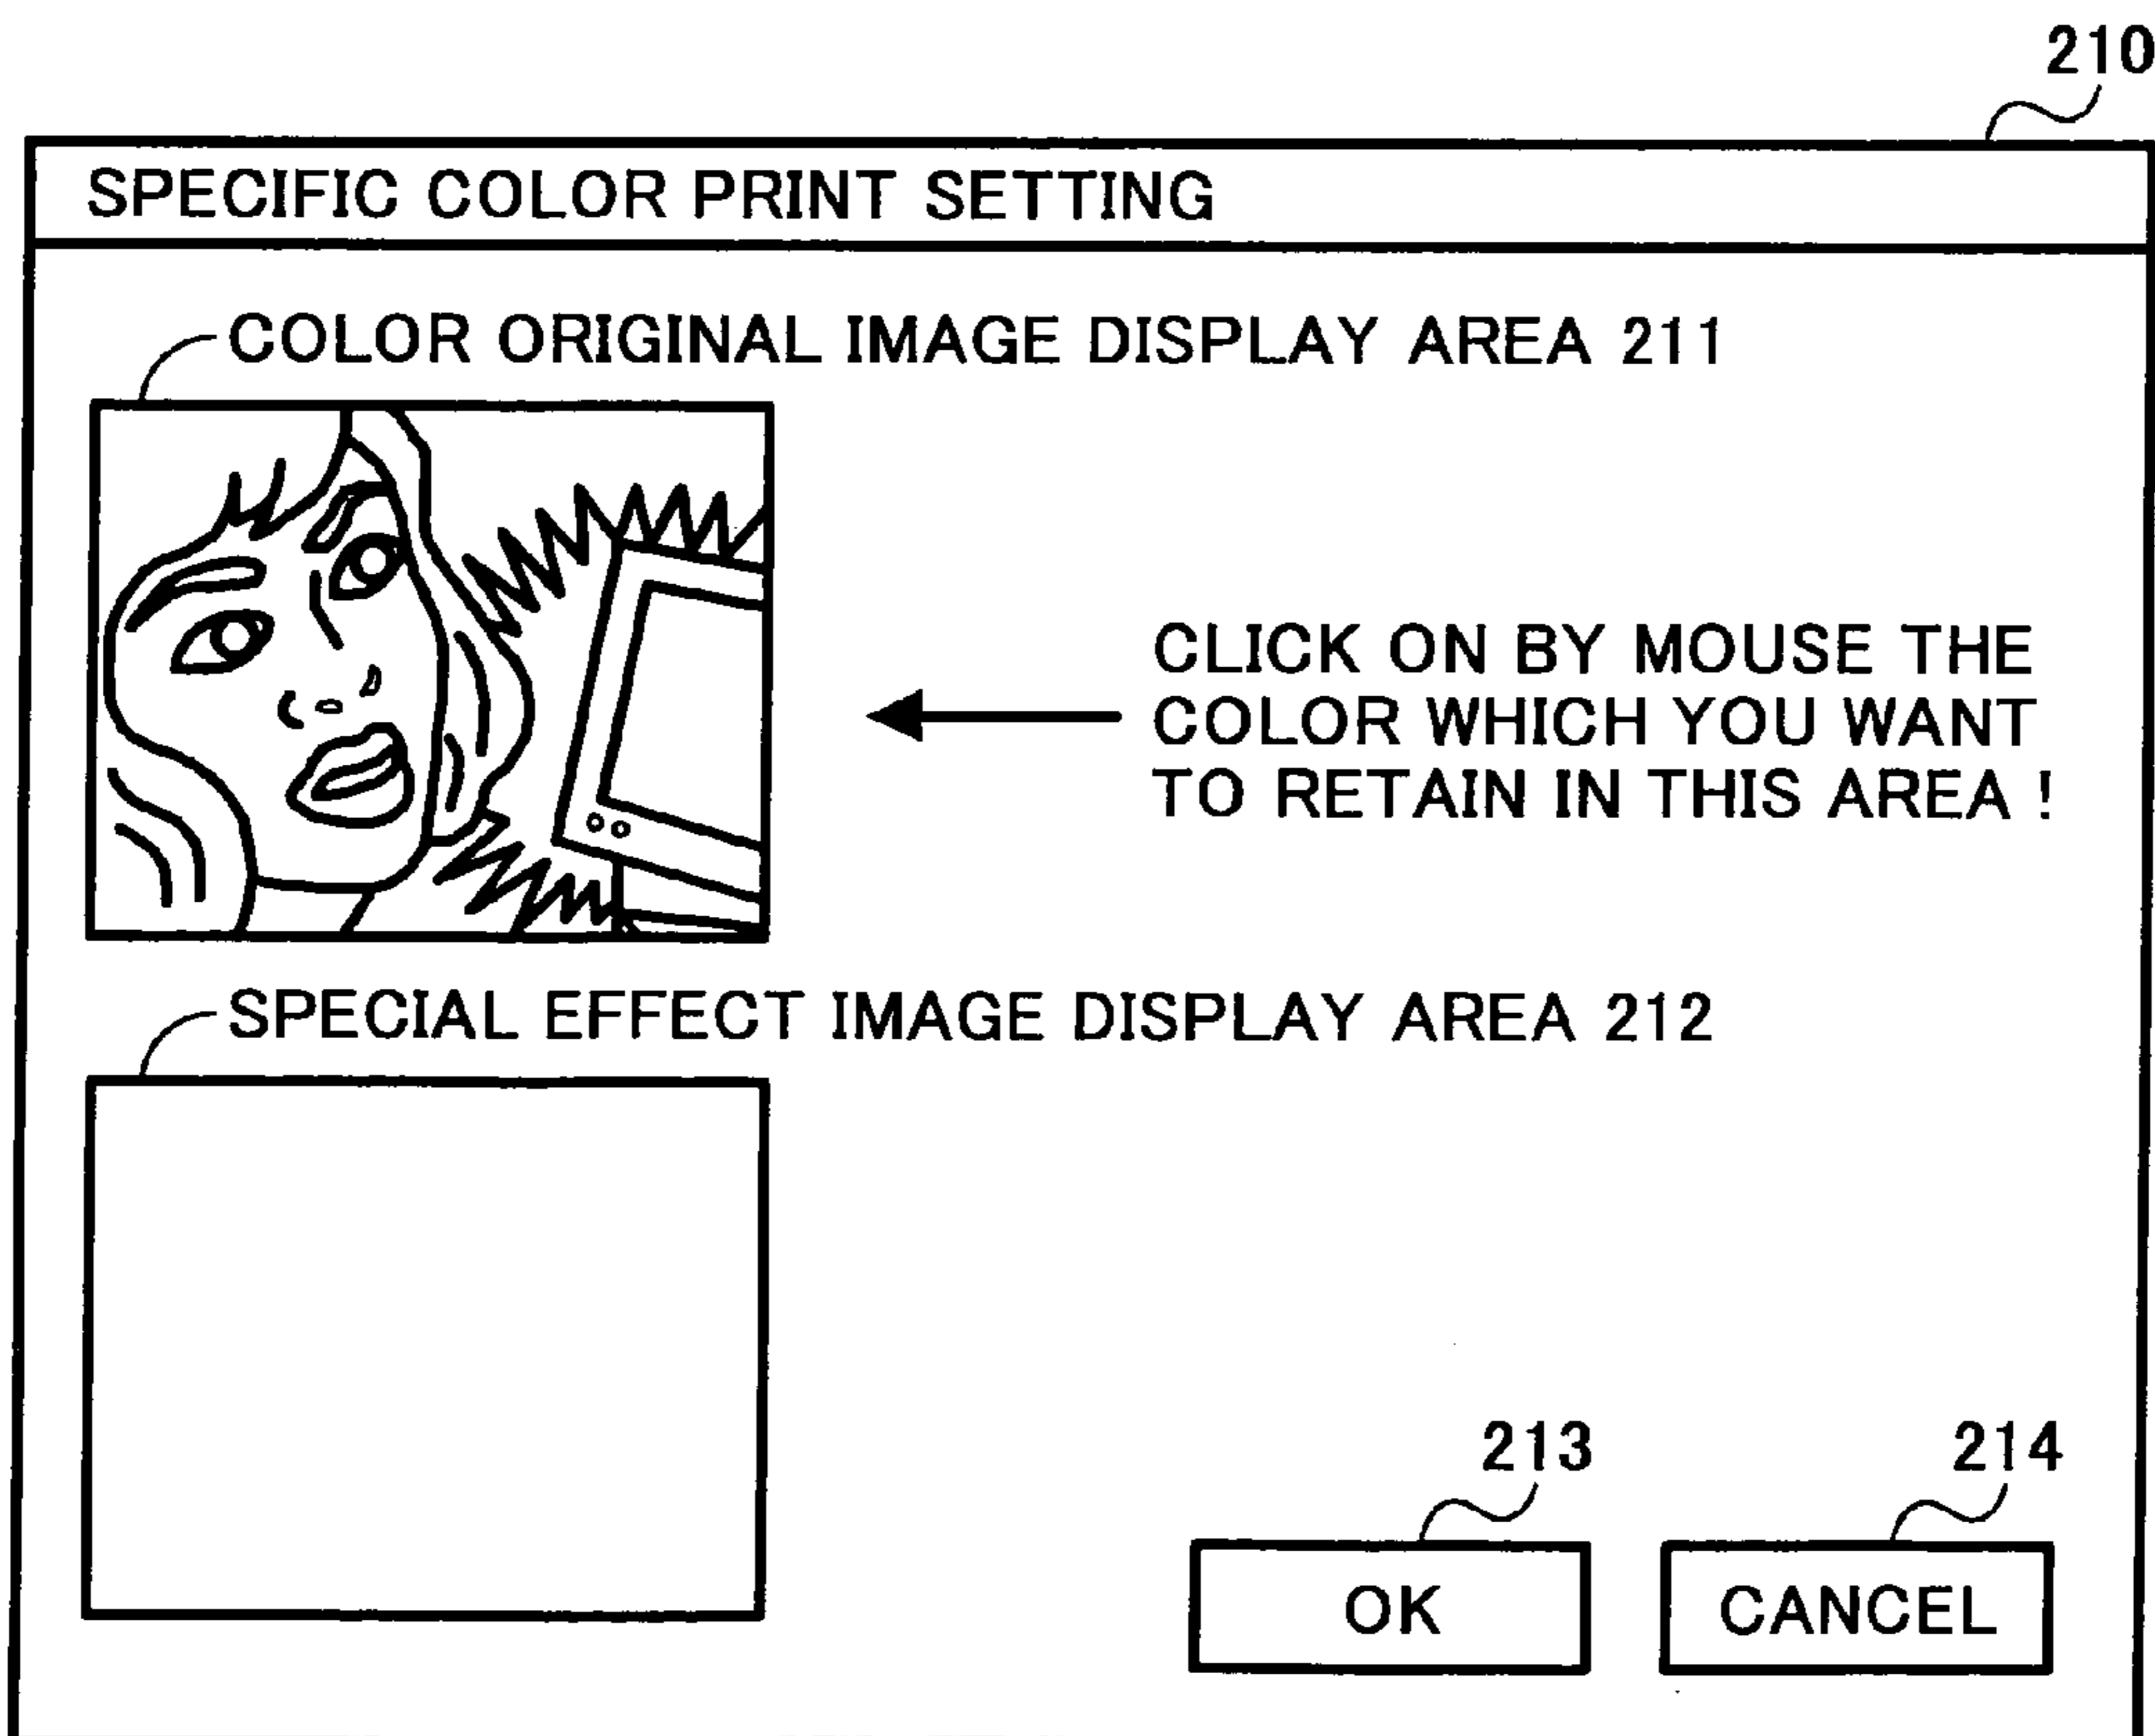 210
SPECIFIC COLOR PRINT SETTING
COLOR ORIGINAL IMAGE DISPLAY AREA 211
CLICK ON BY MOUSE THE
COLOR WHICH YOU WANT
TO RETAIN IN THIS AREA !
SPECIAL EFFECT IMAGE DISPLAY AREA 212
213
214
OK
CANCEL